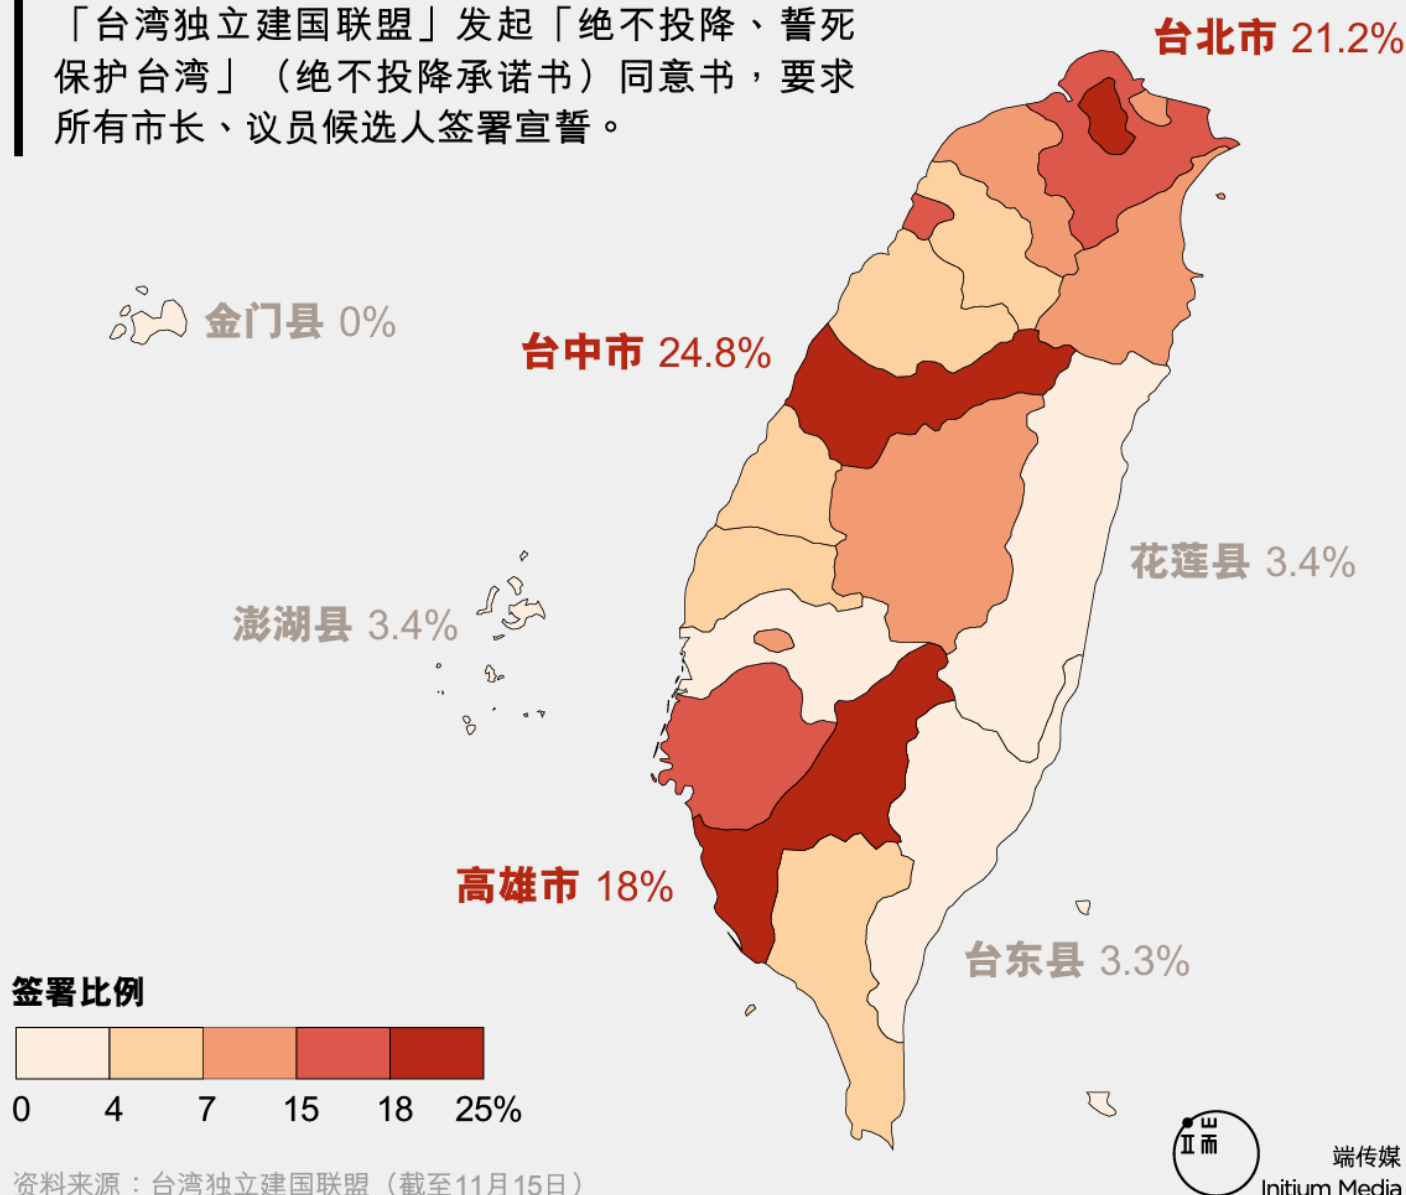 「台湾独立建国联盟」发起「绝不投降、誓死
保护台湾」（绝不投降承诺书）同意书，要求
所有市长、议员候选人签署宣誓。
台北市 21.2%
金门县 0%
台中市 24.8%
花莲县 3.4%
澎湖县 3.4%
高雄市 18%
台东县 3.3%
签署比例
0 4 7 15 18 25%
资料来源：台湾独立建国联盟（截至11月15日）
端传媒
Initium Media